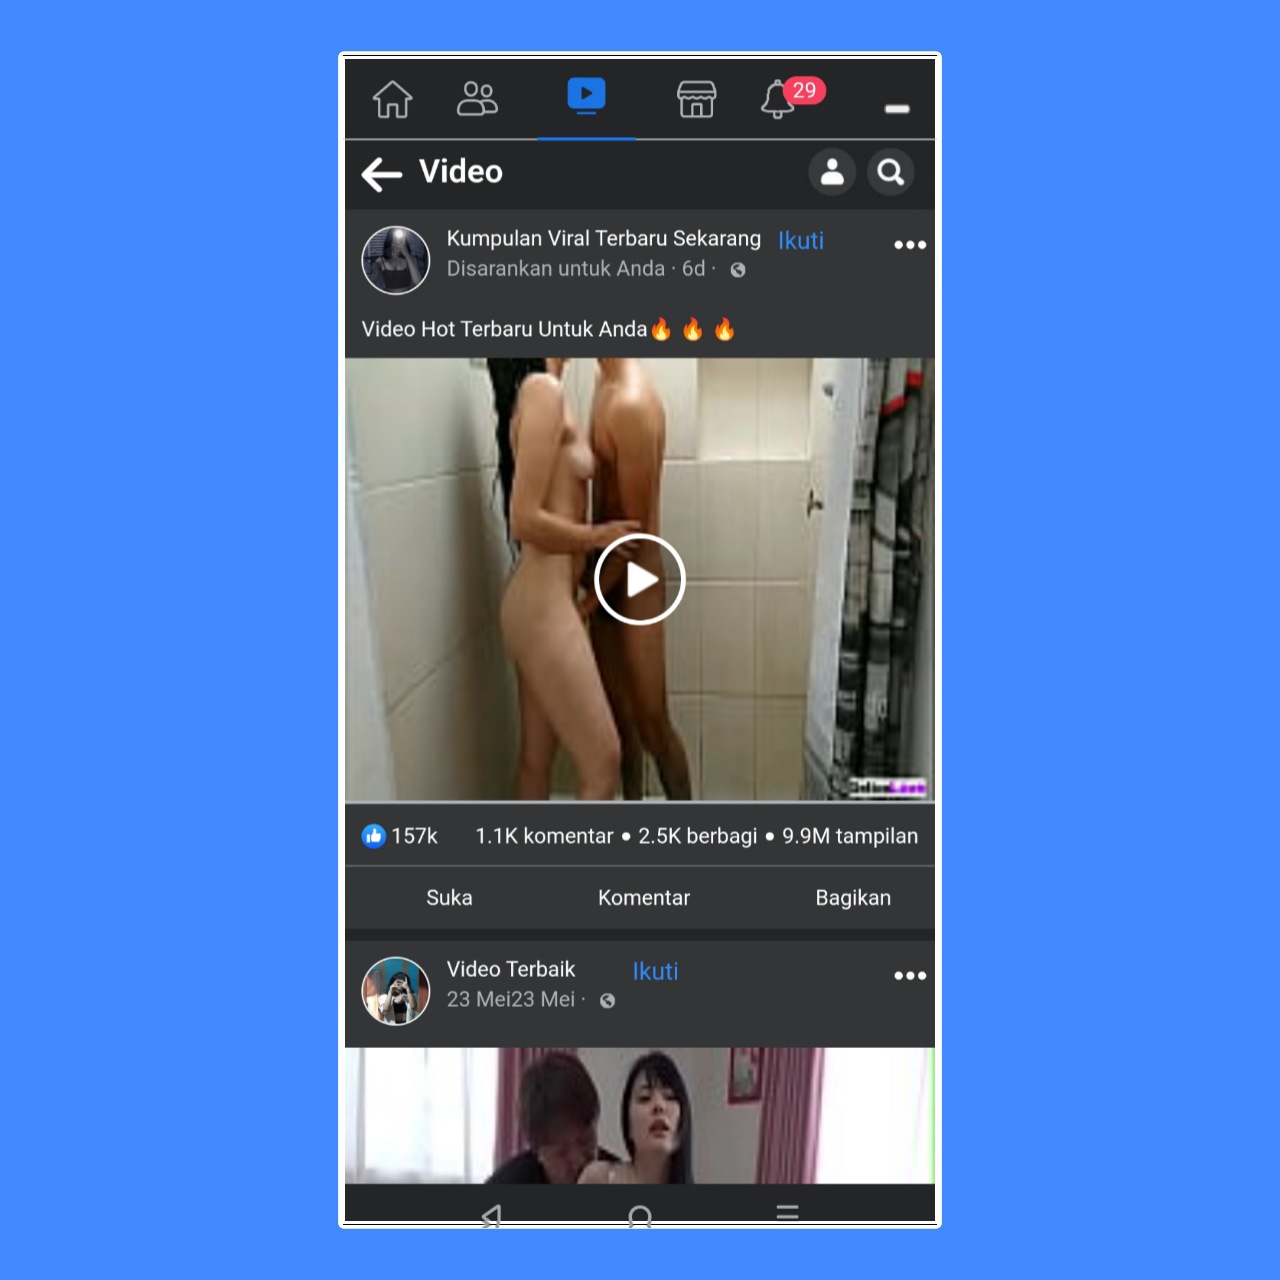 29
Video
Kumpulan Viral Terbaru Sekarang Ikuti
Disarankan untuk Anda · 6d ·
Video Hot Terbaru Untuk Anda🔥 🔥 🔥
157k 1.1K komentar • 2.5K berbagi • 9.9M tampilan
Suka Komentar Bagikan
Video Terbaik Ikuti
23 Mei23 Mei ·